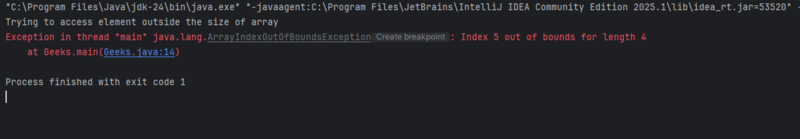 "C:\Program Files\Java\jdk-24\bin\java.exe" "-javaagent:C:\Program Files\JetBrains\IntelliJ IDEA Community Edition 2025.1\lib\idea_rt.jar=53520" -
Trying to access element outside the size of array
Exception in thread "main" java.lang.ArrayIndexOutOfBoundsException Create breakpoint : Index 5 out of bounds for length 4
at Geeks.main(Geeks.java:14)
Process finished with exit code 1